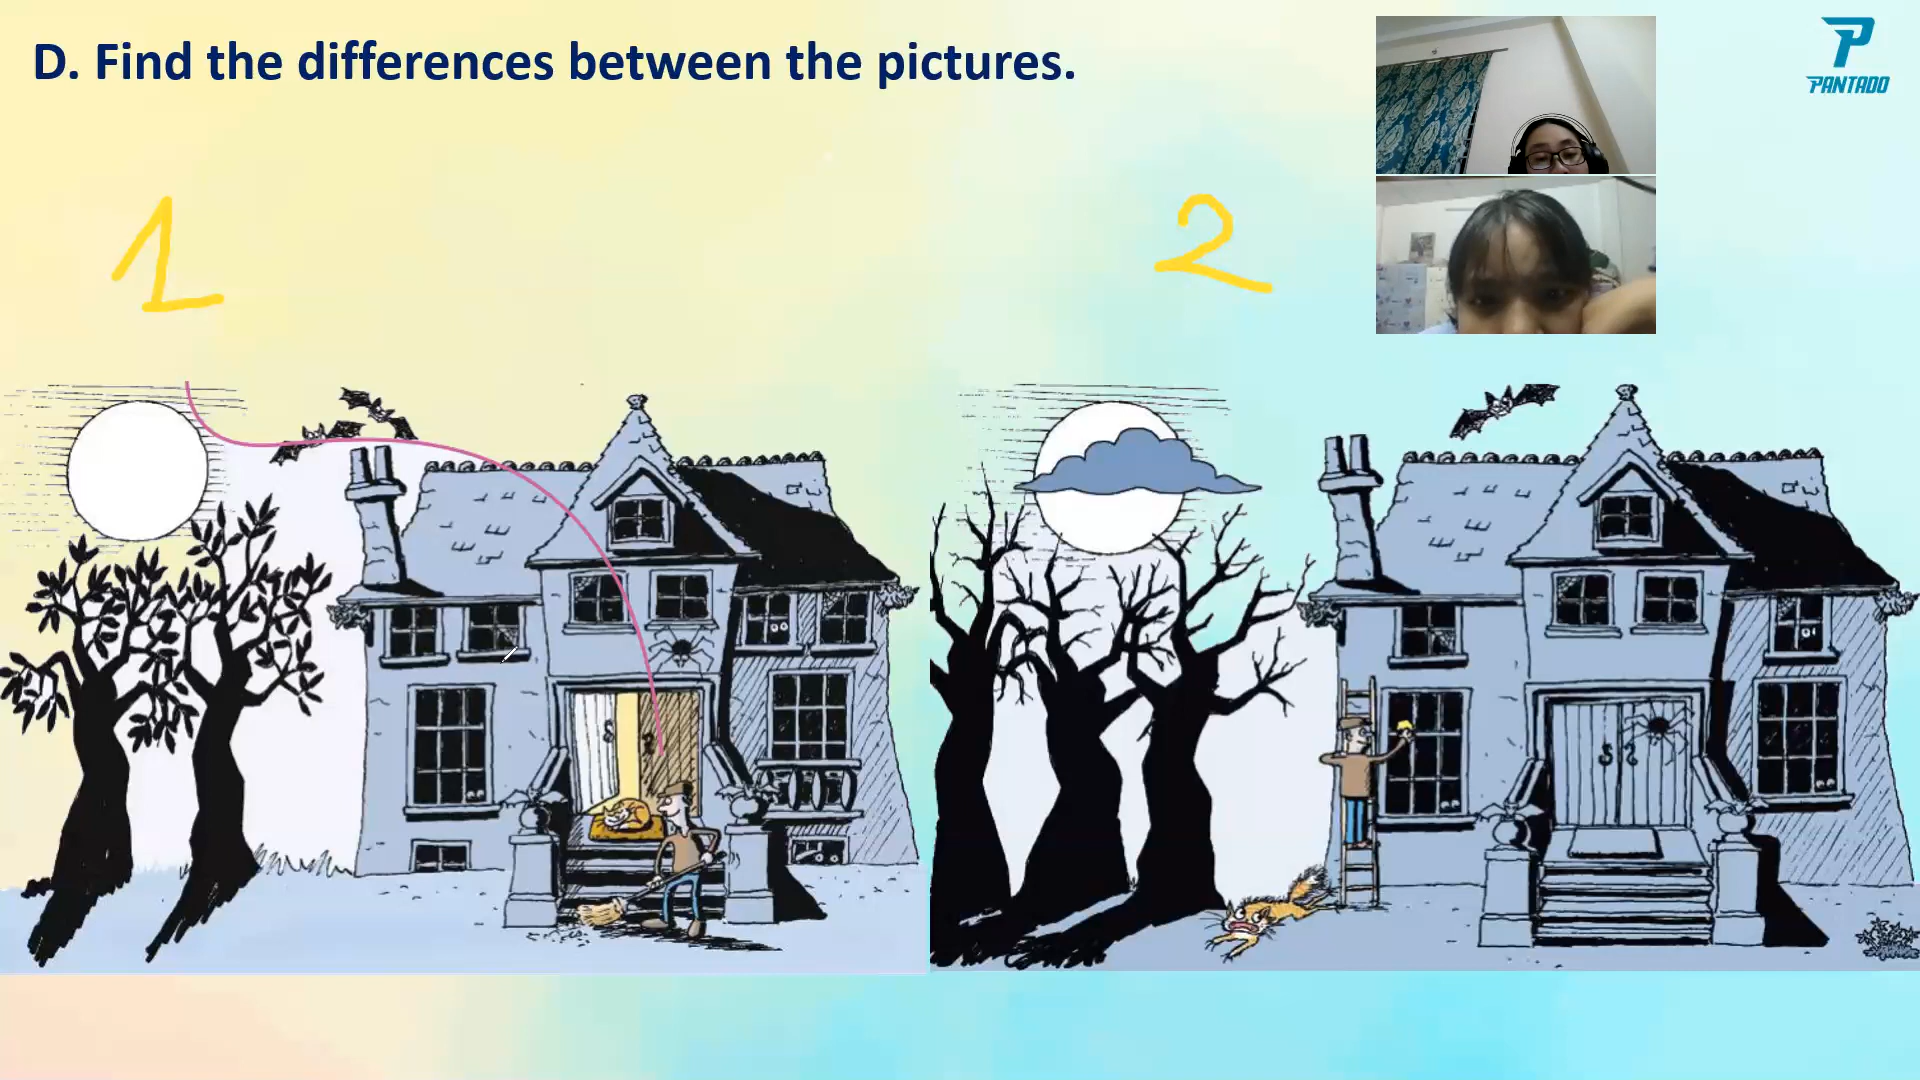 D. Find the differences between the pictures.
PANTADO
1
2